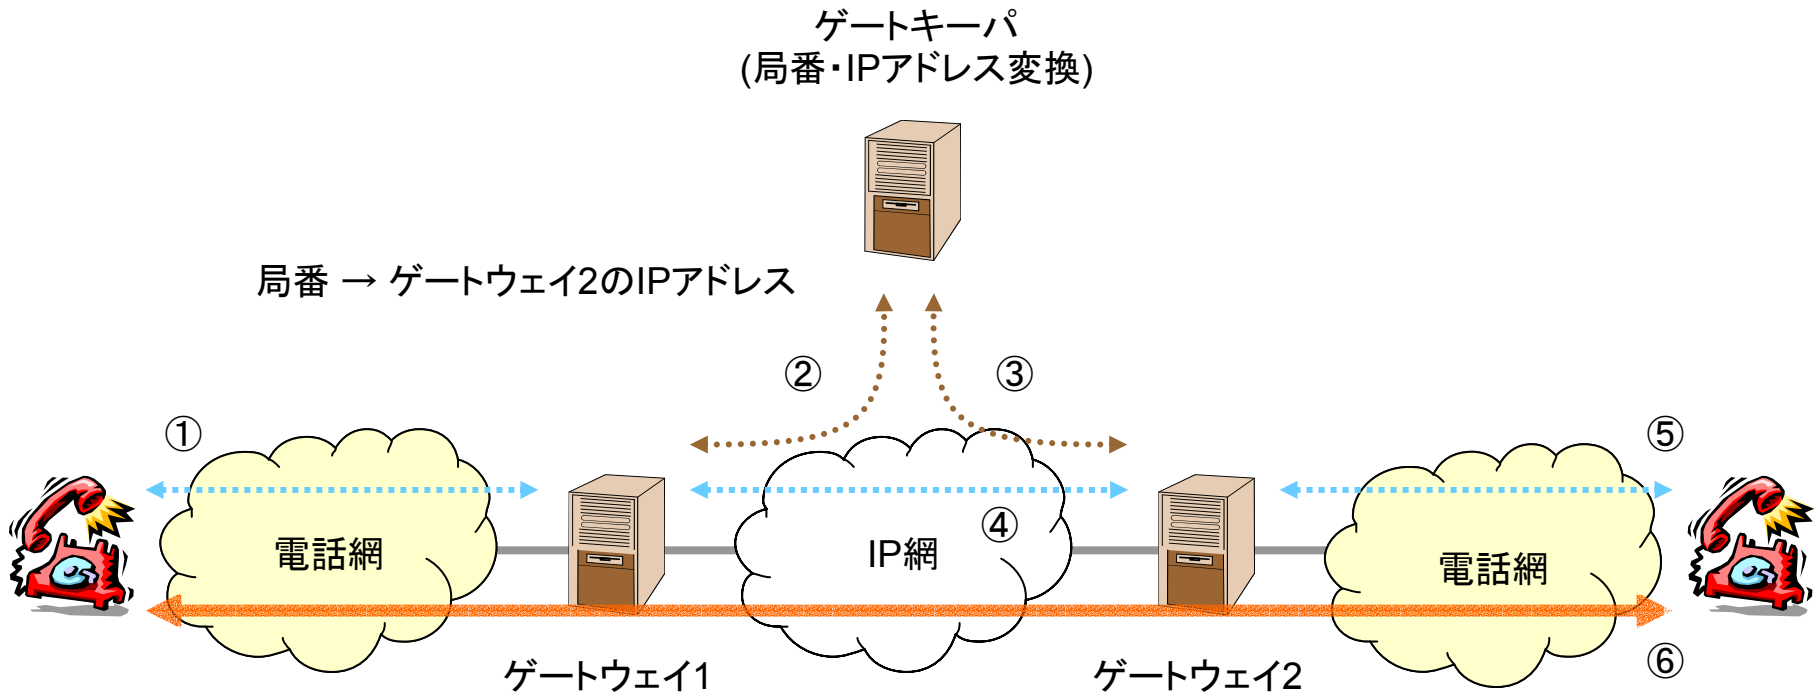 ゲートキーパ
(局番・IPアドレス変換)
局番 → ゲートウェイ2のIPアドレス
② ③
① ⑤
④
電話網 IP網 電話網
⑥
ゲートウェイ1 ゲートウェイ2